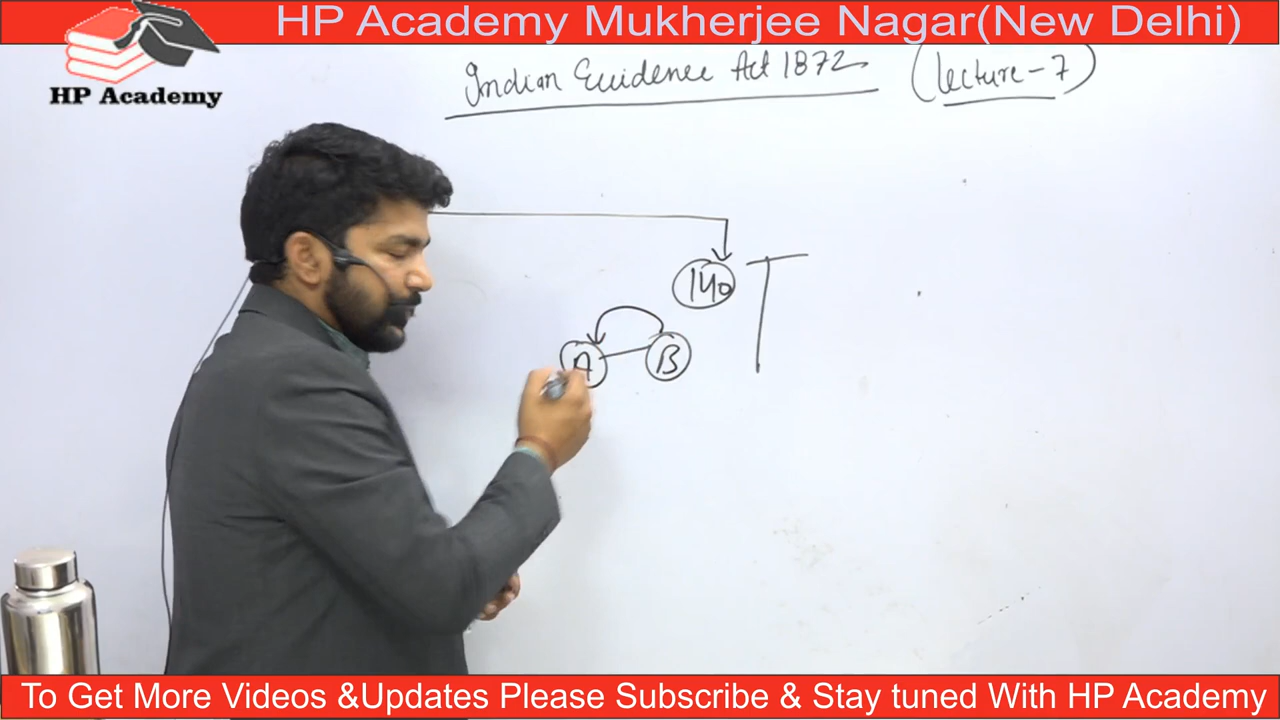 HP Academy Mukherjee Nagar(New Delhi)
HP Academy
Indian Evidence Act 1872 (Lecture-7)
140
A B
To Get More Videos &Updates Please Subscribe & Stay tuned With HP Academy